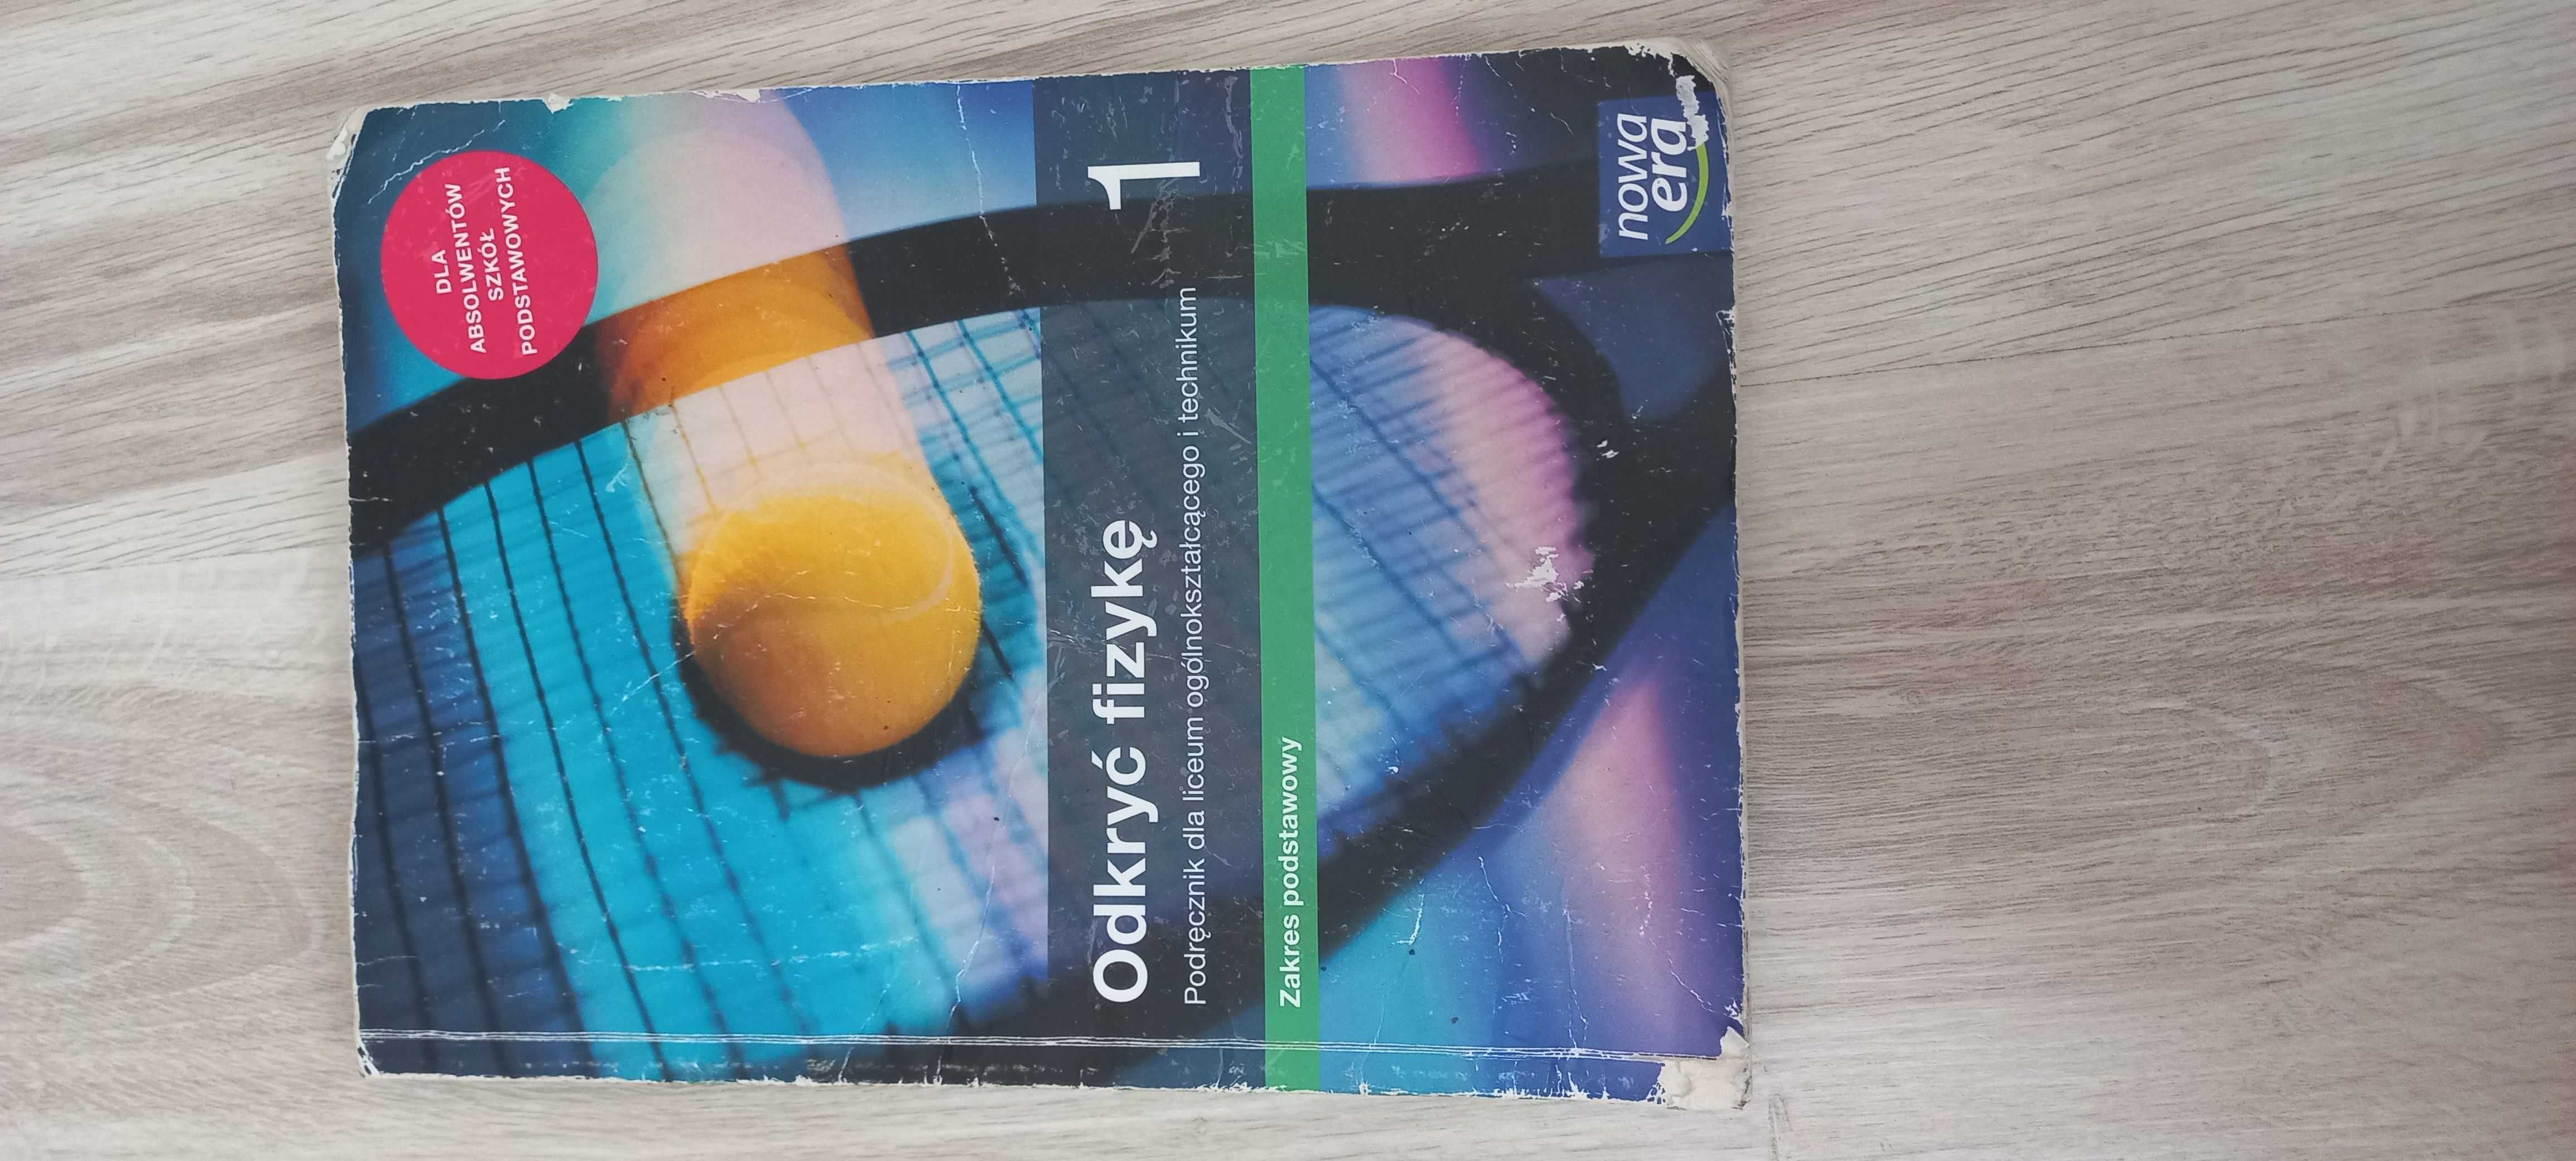 DLA
ABSOLWENTÓW
SZKÓŁ
PODSTAWOWYCH
Odkryć fizykę 1
Podręcznik dla liceum ogólnokształcącego i technikum
Zakres podstawowy
nowa
era